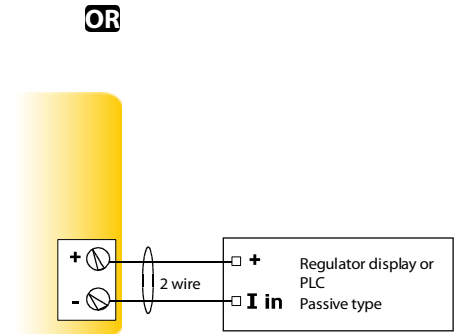 OR
+
-
2 wire
+
I in
Regulator display or
PLC
Passive type